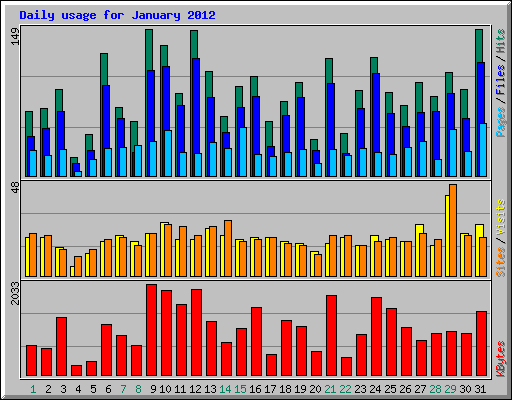 Daily usage for January 2012
149
Pages/Files/Hits
48
Sites/Visits
2033
KBytes
1 2 3 4 5 6 7 8 9 10 11 12 13 14 15 16 17 18 19 20 21 22 23 24 25 26 27 28 29 30 31